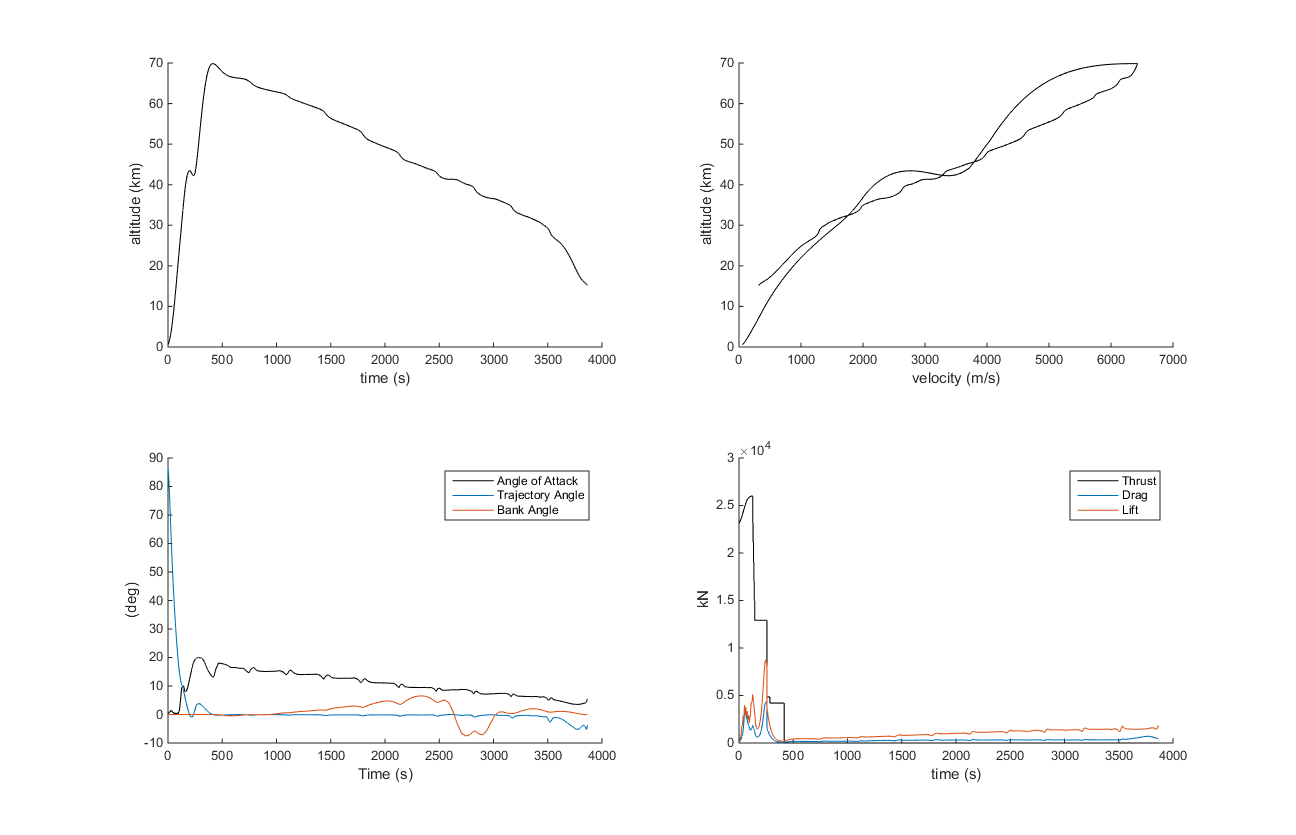 70
60
50
40
30
20
10
0
altitude (km)
0 500 1000 1500 2000 2500 3000 3500 4000
time (s)
70
60
50
40
30
20
10
0
altitude (km)
0 1000 2000 3000 4000 5000 6000 7000
velocity (m/s)
90
80
70
60
50
40
30
20
10
0
-10
(deg)
Angle of Attack
Trajectory Angle
Bank Angle
0 500 1000 1500 2000 2500 3000 3500 4000
Time (s)
×10⁴
3
2.5
2
1.5
1
0.5
0
kN
Thrust
Drag
Lift
0 500 1000 1500 2000 2500 3000 3500 4000
time (s)